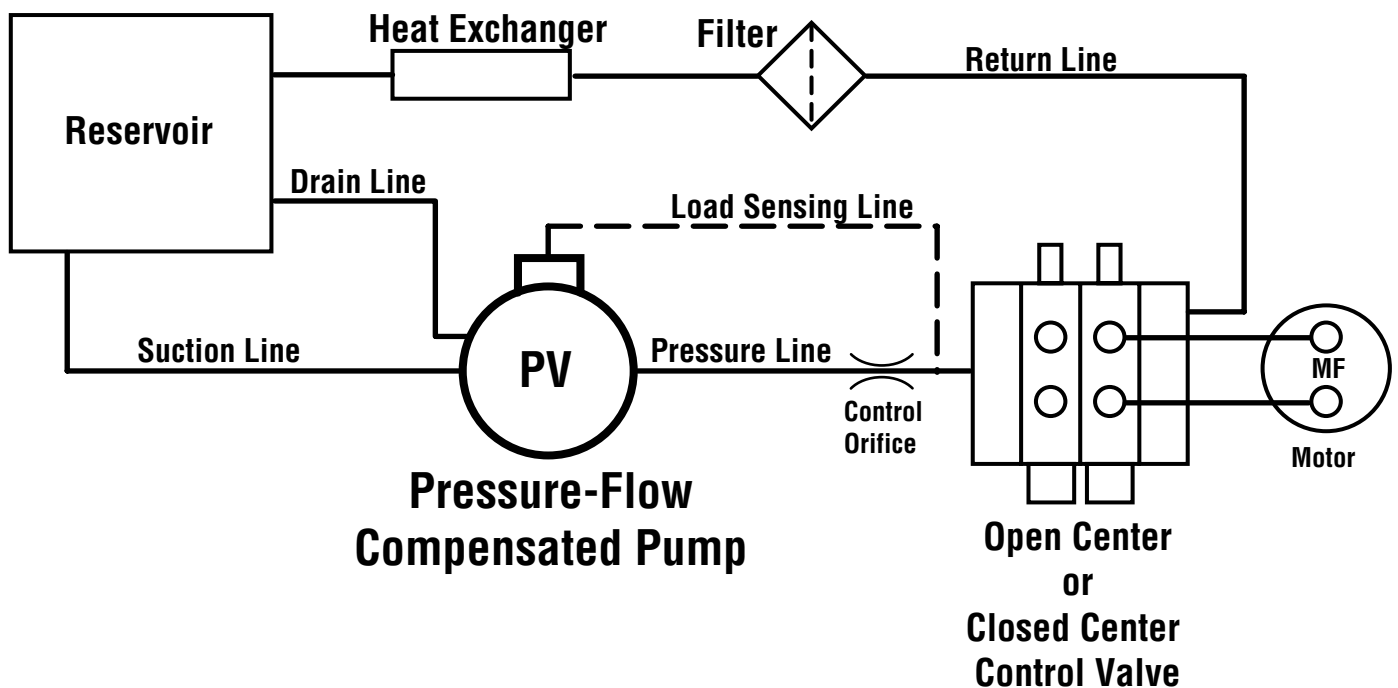 Heat Exchanger
Filter
Return Line
Reservoir
Drain Line
Load Sensing Line
Suction Line
PV
Pressure Line
Control
Orifice
MF
Motor
Pressure-Flow
Compensated Pump
Open Center
or
Closed Center
Control Valve